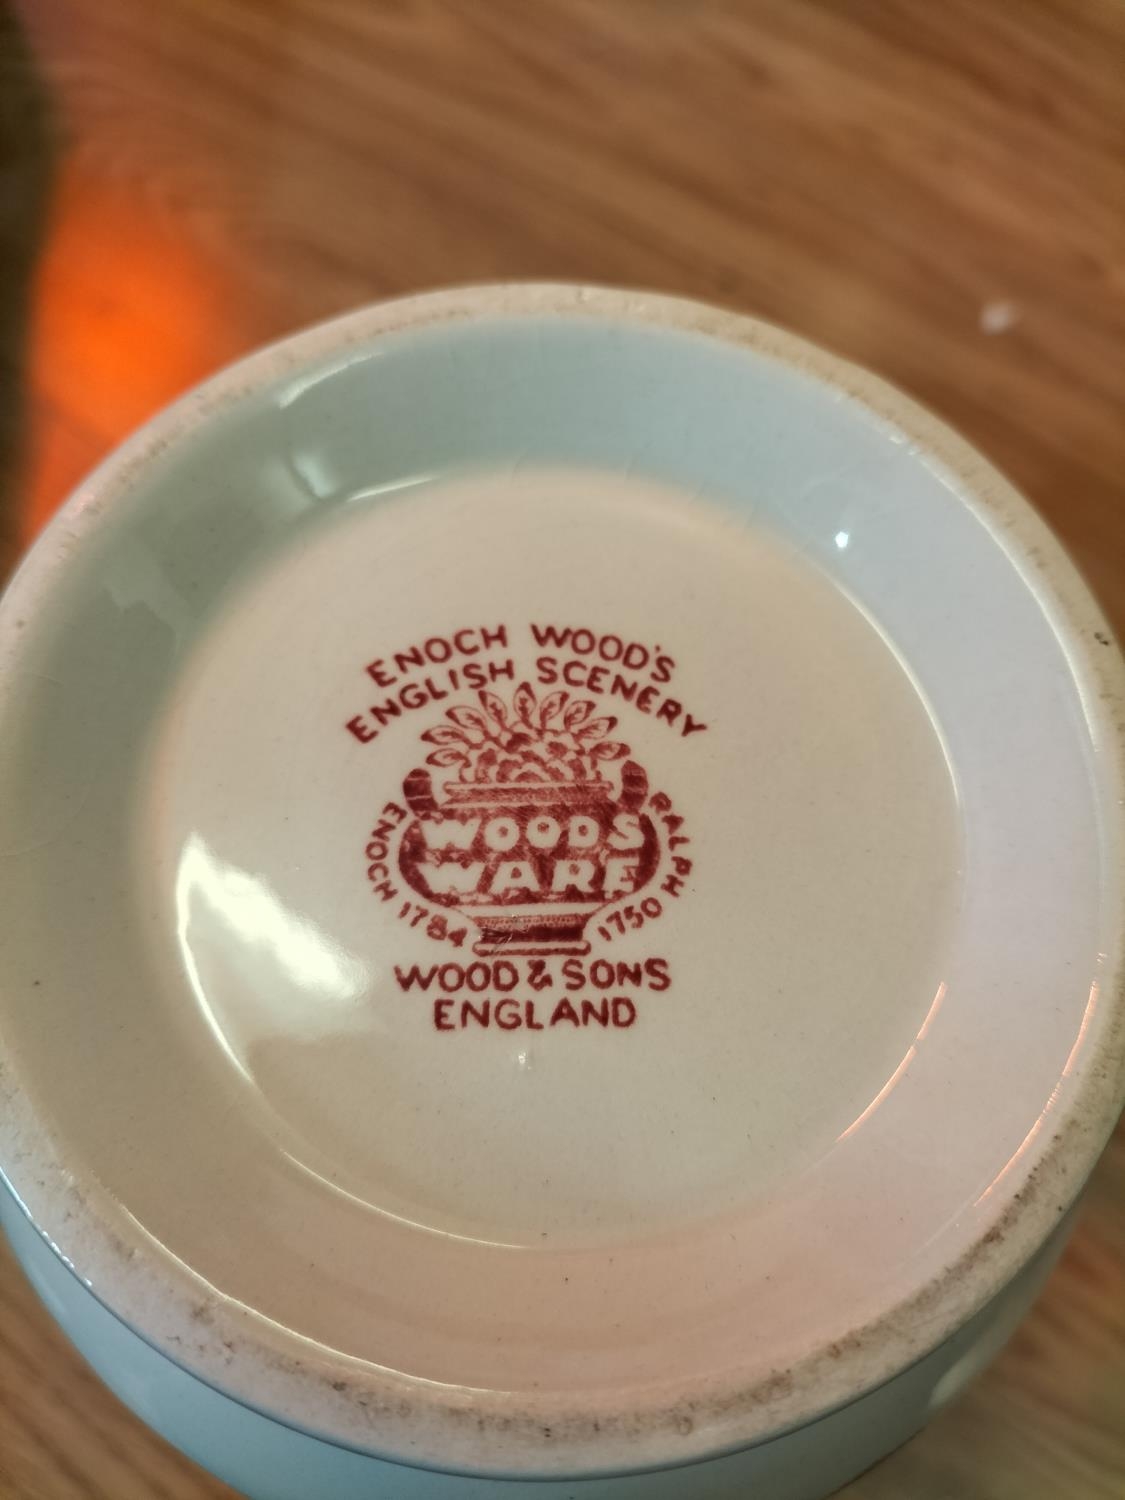 ENOCH WOOD'S
ENGLISH SCENERY
WOODS
WARE
ENOCH 1784
RALPH 1750
WOOD & SONS
ENGLAND